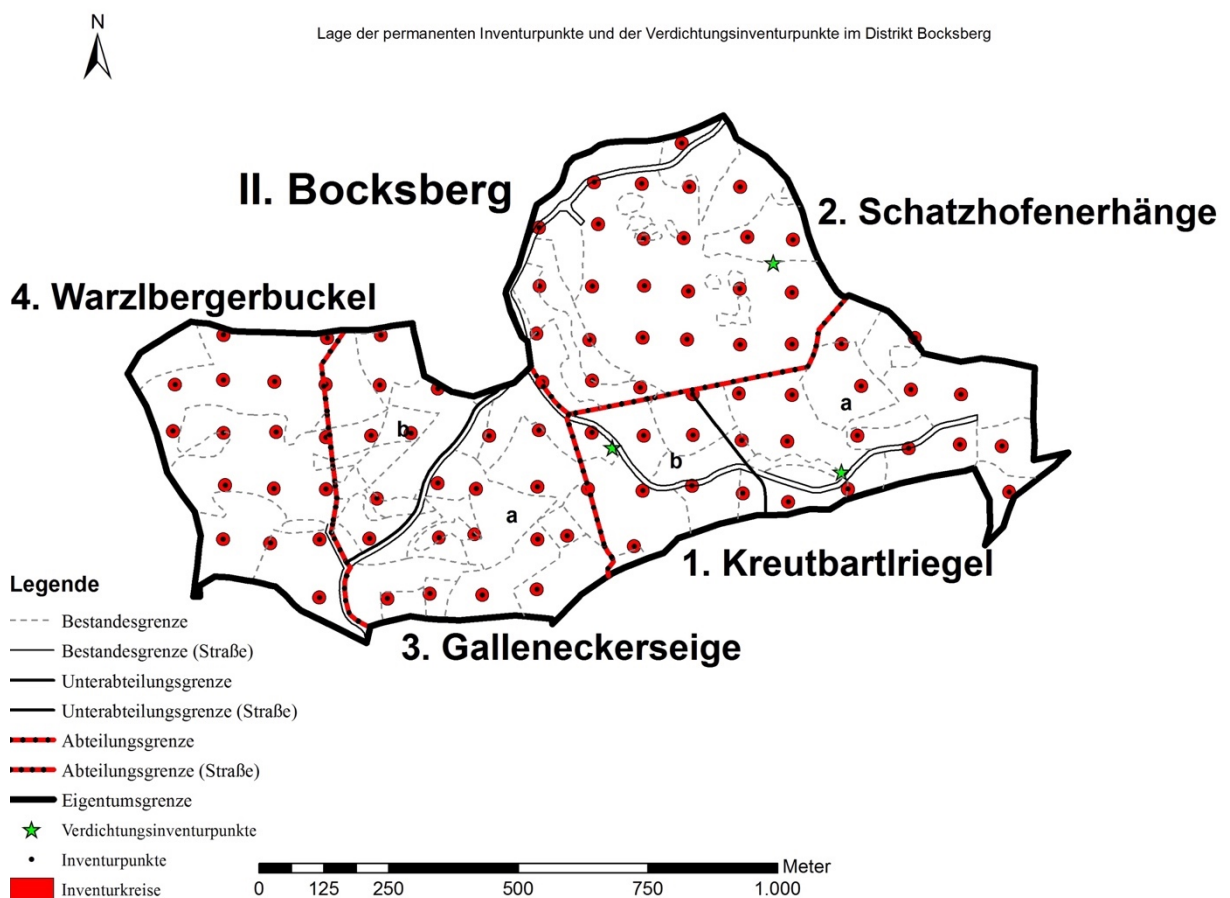 N
Lage der permanenten Inventurpunkte und der Verdichtungsinventurpunkte im Distrikt Bocksberg
II. Bocksberg
2. Schatzhofenerhänge
4. Warzlbergerbuckel
a
b
b
a
1. Kreutbartlriegel
3. Galleneckerseige
Legende
Bestandesgrenze
Bestandesgrenze (Straße)
Unterabteilungsgrenze
Unterabteilungsgrenze (Straße)
Abteilungsgrenze
Abteilungsgrenze (Straße)
Eigentumsgrenze
Verdichtungsinventurpunkte
Inventurpunkte
Inventurkreise
Meter
0 125 250 500 750 1.000